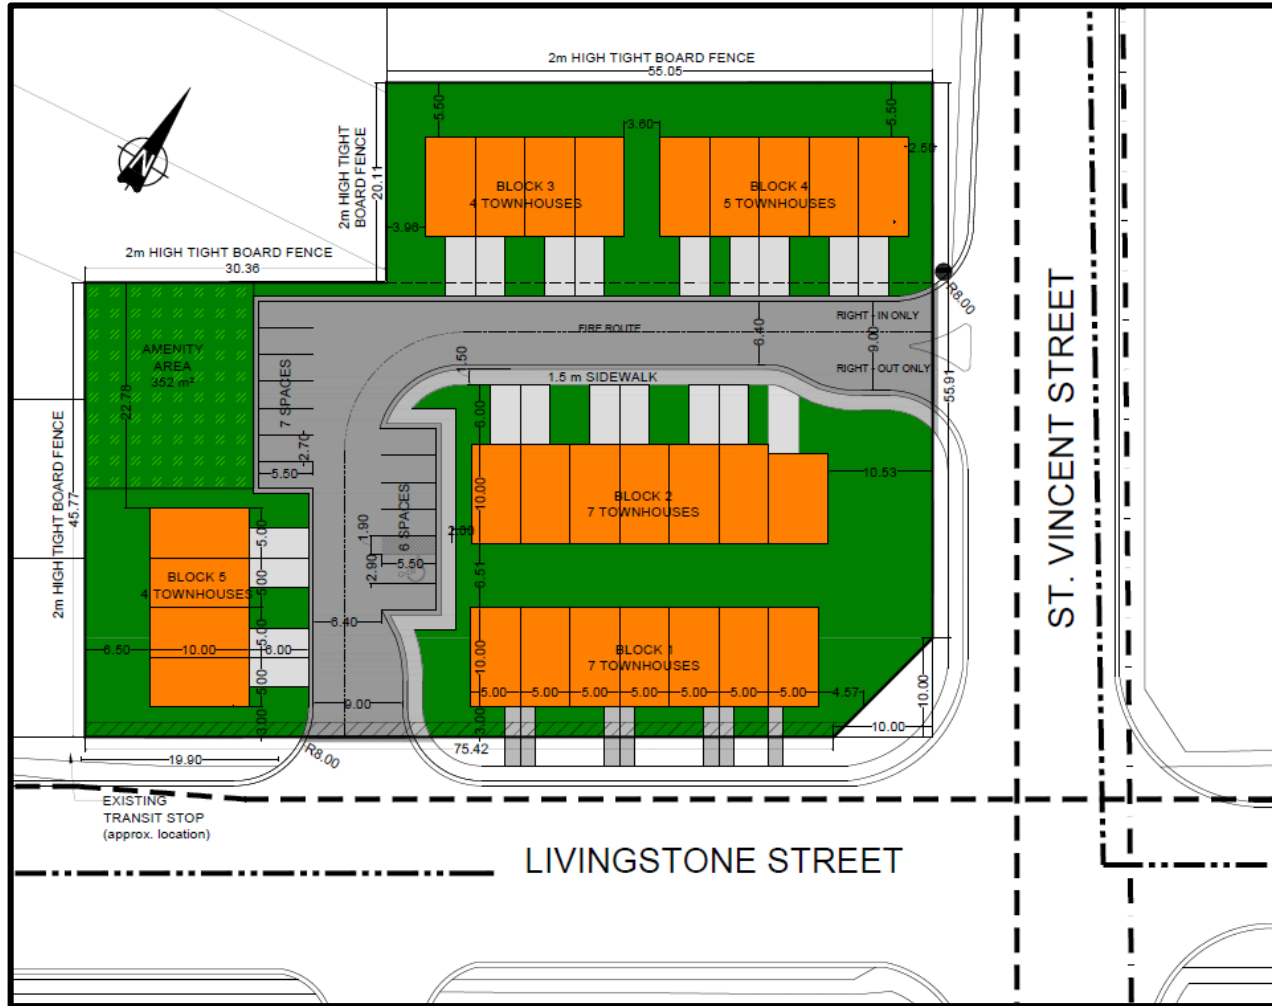 2m HIGH TIGHT BOARD FENCE
55.05
5.50
3.60
5.50
2.50
N
2m HIGH TIGHT
BOARD FENCE
20.11
BLOCK 3
4 TOWNHOUSES
BLOCK 4
5 TOWNHOUSES
3.96
2m HIGH TIGHT BOARD FENCE
30.36
R8.00
RIGHT - IN ONLY
FIRE ROUTE
6.40
9.00
RIGHT - OUT ONLY
55.91
ST. VINCENT STREET
AMENITY
AREA
352 m²
22.78
7 SPACES
1.50
1.5 m SIDEWALK
6.00
2.70
5.50
10.53
2m HIGH TIGHT BOARD FENCE
45.77
10.00
BLOCK 2
7 TOWNHOUSES
6 SPACES
1.90
2.00
5.50
2.90
6.51
5.00
BLOCK 5
4 TOWNHOUSES
5.00
5.00
5.00
6.40
6.50
10.00
6.00
BLOCK 1
7 TOWNHOUSES
10.00
5.00
5.00
5.00
5.00
5.00
5.00
5.00
4.57
10.00
10.00
9.00
3.00
3.00
75.42
19.90
R8.00
EXISTING
TRANSIT STOP
(approx. location)
LIVINGSTONE STREET